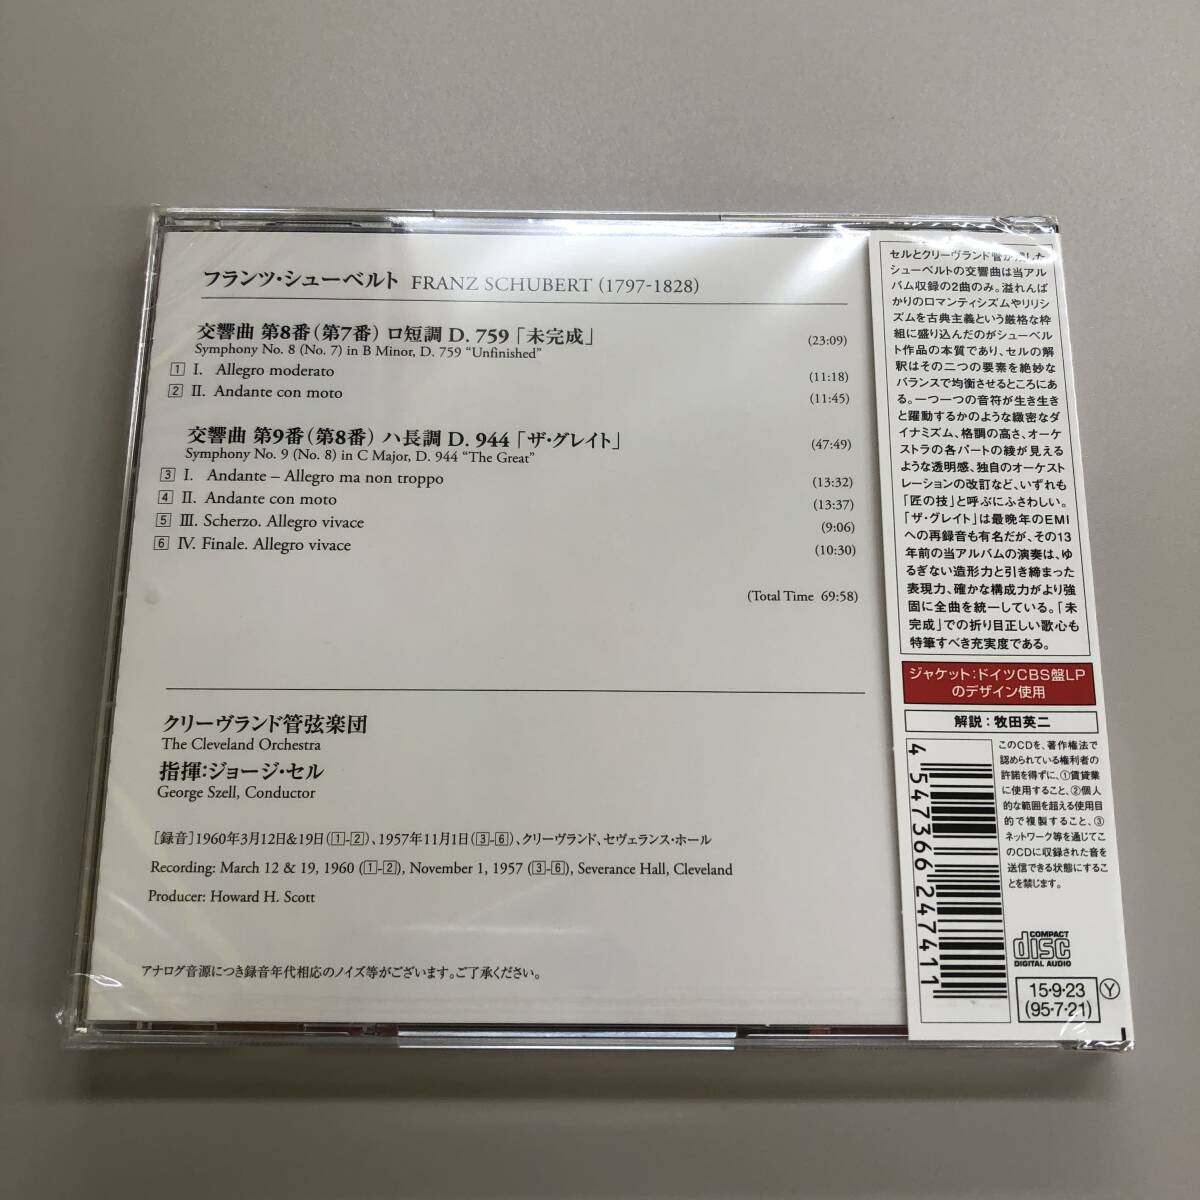 フランツ・シューベルト FRANZ SCHUBERT (1797-1828)
交響曲 第8番(第7番) ロ短調 D. 759「未完成」 (23:09)
Symphony No. 8 (No. 7) in B Minor, D. 759 “Unfinished”
1 I. Allegro moderato (11:18)
2 II. Andante con moto (11:45)
交響曲 第9番(第8番) ハ長調 D. 944「ザ・グレイト」 (47:49)
Symphony No. 9 (No. 8) in C Major, D. 944 “The Great”
3 I. Andante – Allegro ma non troppo (13:32)
4 II. Andante con moto (13:37)
5 III. Scherzo. Allegro vivace (9:06)
6 IV. Finale. Allegro vivace (10:30)
(Total Time 69:58)
クリーヴランド管弦楽団
The Cleveland Orchestra
指揮:ジョージ・セル
George Szell, Conductor
[録音]1960年3月12日&19日(1-2)、1957年11月1日(3-6)、クリーヴランド、セヴェランス・ホール
Recording: March 12 & 19, 1960 (1-2), November 1, 1957 (3-6), Severance Hall, Cleveland
Producer: Howard H. Scott
アナログ音源につき録音年代相応のノイズ等がございます。ご了承ください。
セルとクリーヴランド管が残した
シューベルトの交響曲は当アル
バム収録の2曲のみ。溢れんば
かりのロマンティシズムやリリシ
ズムを古典主義という厳格な枠
組に盛り込んだのがシューベル
ト作品の本質であり、セルの解
釈はその二つの要素を絶妙な
バランスで均衡させるところにあ
る。一つ一つの音符が生き生き
と躍動するかのような緻密なダ
イナミズム、格調の高さ、オーケ
ストラの各パートの綾が見える
ような透明感、独自のオーケスト
レーションの改訂など、いずれも
「匠の技」と呼ぶにふさわしい。
「ザ・グレイト」は最晩年のEMI
への再録音も有名だが、その13
年前の当アルバムの演奏は、ゆ
るぎない造形力と引き締まった
表現力、確かな構成力がより強
固に全曲を統一している。「未
完成」での折り目正しい歌心も
特筆すべき充実度である。
ジャケット:ドイツCBS盤LP
のデザイン使用
解説:牧田英二
このCDを、著作権法で
認められている権利者の
許諾を得ずに、①賃貸業
に使用すること、②個人
的な範囲を超える使用目
的で複製すること、③
ネットワーク等を通じてこ
のCDに収録された音を
送信できる状態にするこ
とを禁じます。
4 547366 247411
COMPACT
disc
DIGITAL AUDIO
15・9・23 Y
(95・7・21)